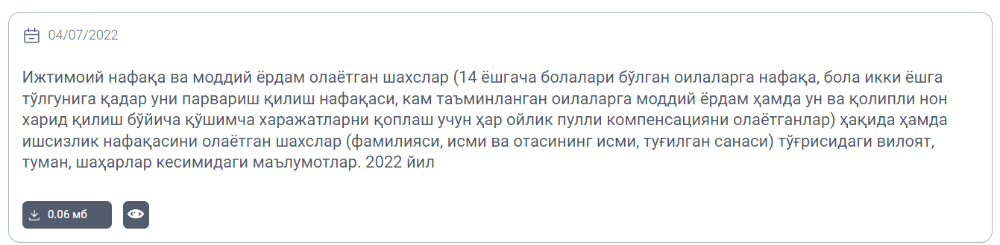 04/07/2022
Ижтимоий нафақа ва моддий ёрдам олаётган шахслар (14 ёшгача болалари бўлган оилаларга нафақа, бола икки ёшга
тўлгунига қадар уни парвариш қилиш нафақаси, кам таъминланган оилаларга моддий ёрдам ҳамда ун ва қолипли нон
харид қилиш бўйича қўшимча харажатларни қоплаш учун ҳар ойлик пулли компенсацияни олаётганлар) ҳақида ҳамда
ишсизлик нафақасини олаётган шахслар (фамилияси, исми ва отасининг исми, туғилган санаси) тўғрисидаги вилоят,
туман, шаҳарлар кесимидаги маълумотлар. 2022 йил
0.06 мб